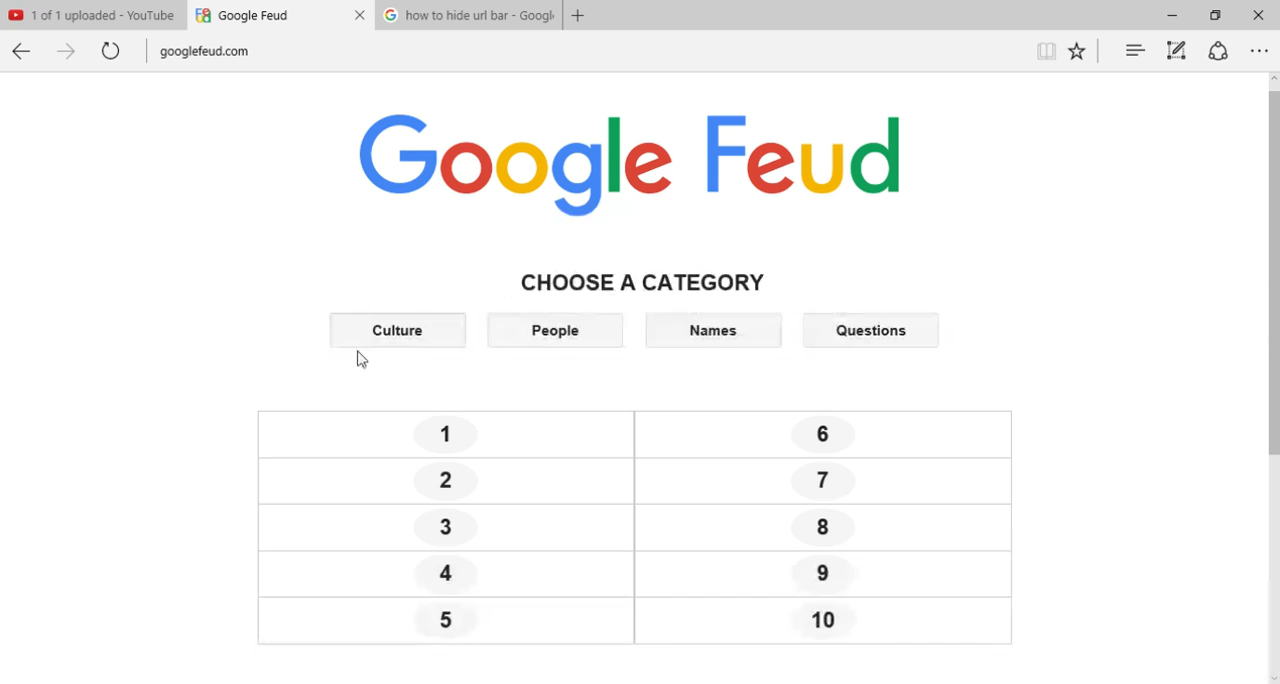 1 of 1 uploaded - YouTube Google Feud how to hide url bar - Googl
googlefeud.com
Google Feud
CHOOSE A CATEGORY
Culture People Names Questions
1 6
2 7
3 8
4 9
5 10